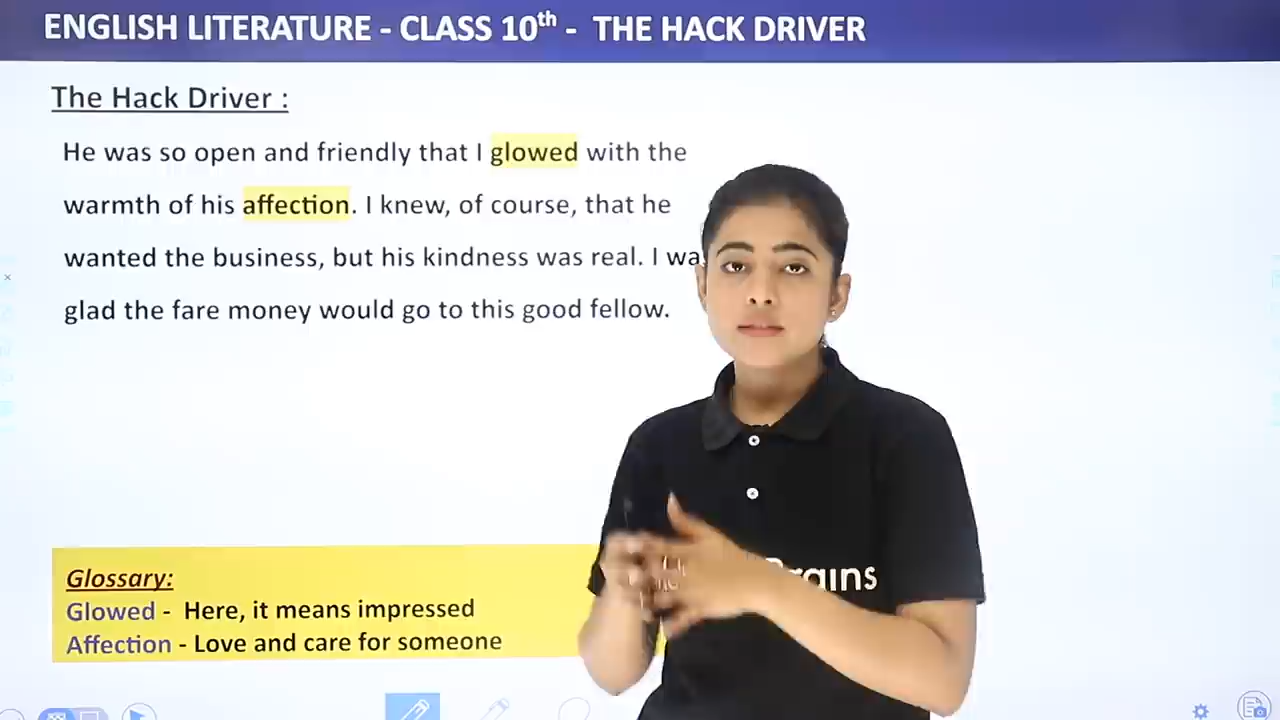 ENGLISH LITERATURE - CLASS 10th - THE HACK DRIVER
The Hack Driver :
He was so open and friendly that I glowed with the
warmth of his affection. I knew, of course, that he
wanted the business, but his kindness was real. I
glad the fare money would go to this good fellow.
Glossary:
Glowed - Here, it means impressed
Affection - Love and care for someone